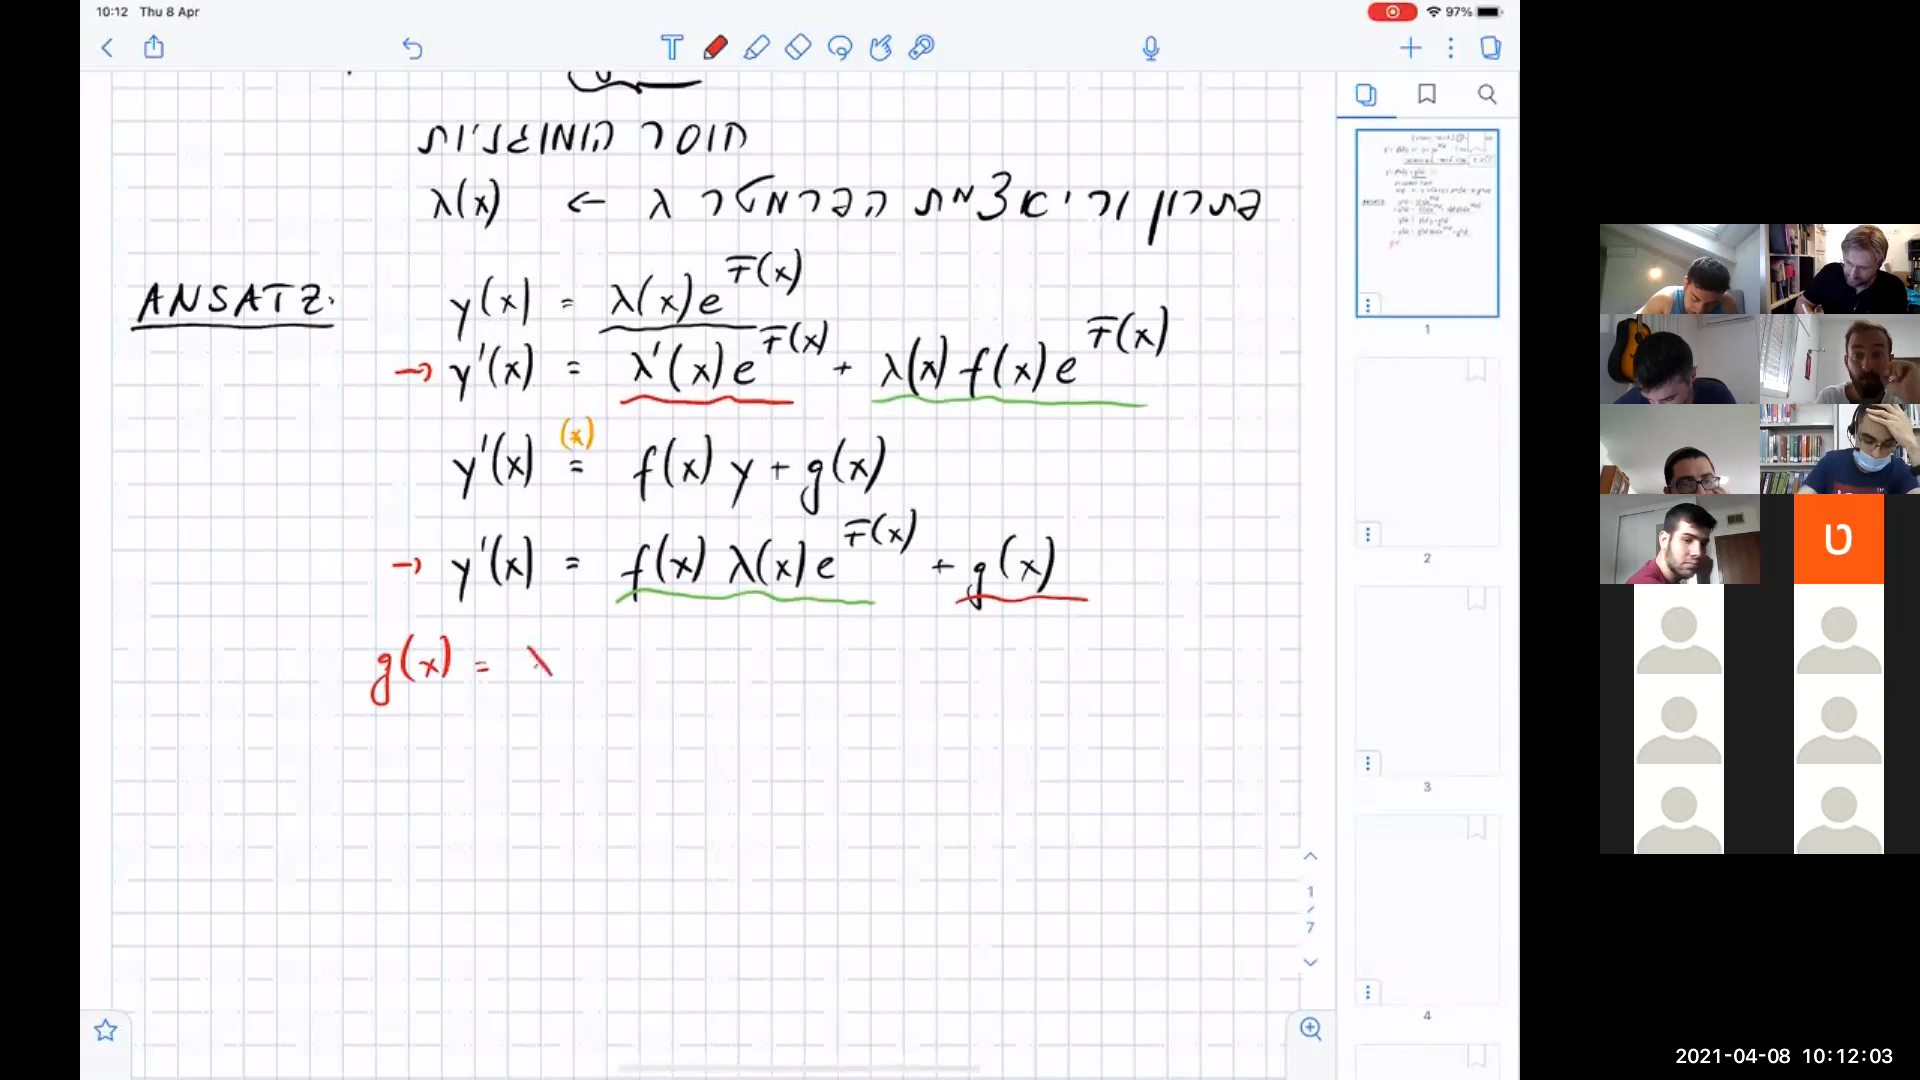 10:12 Thu 8 Apr
97%
חוסר הומוגניות
פתרון וריאצמת הפרמטר λ ← λ(x)
ANSATZ: y(x) = λ(x)e^F(x)
→ y'(x) = λ'(x)e^F(x) + λ(x) f(x)e^F(x)
y'(x) (*)= f(x) y + g(x)
→ y'(x) = f(x) λ(x)e^F(x) + g(x)
g(x) = λ
1
2
3
4
1
/
7
ט
2021-04-08 10:12:03